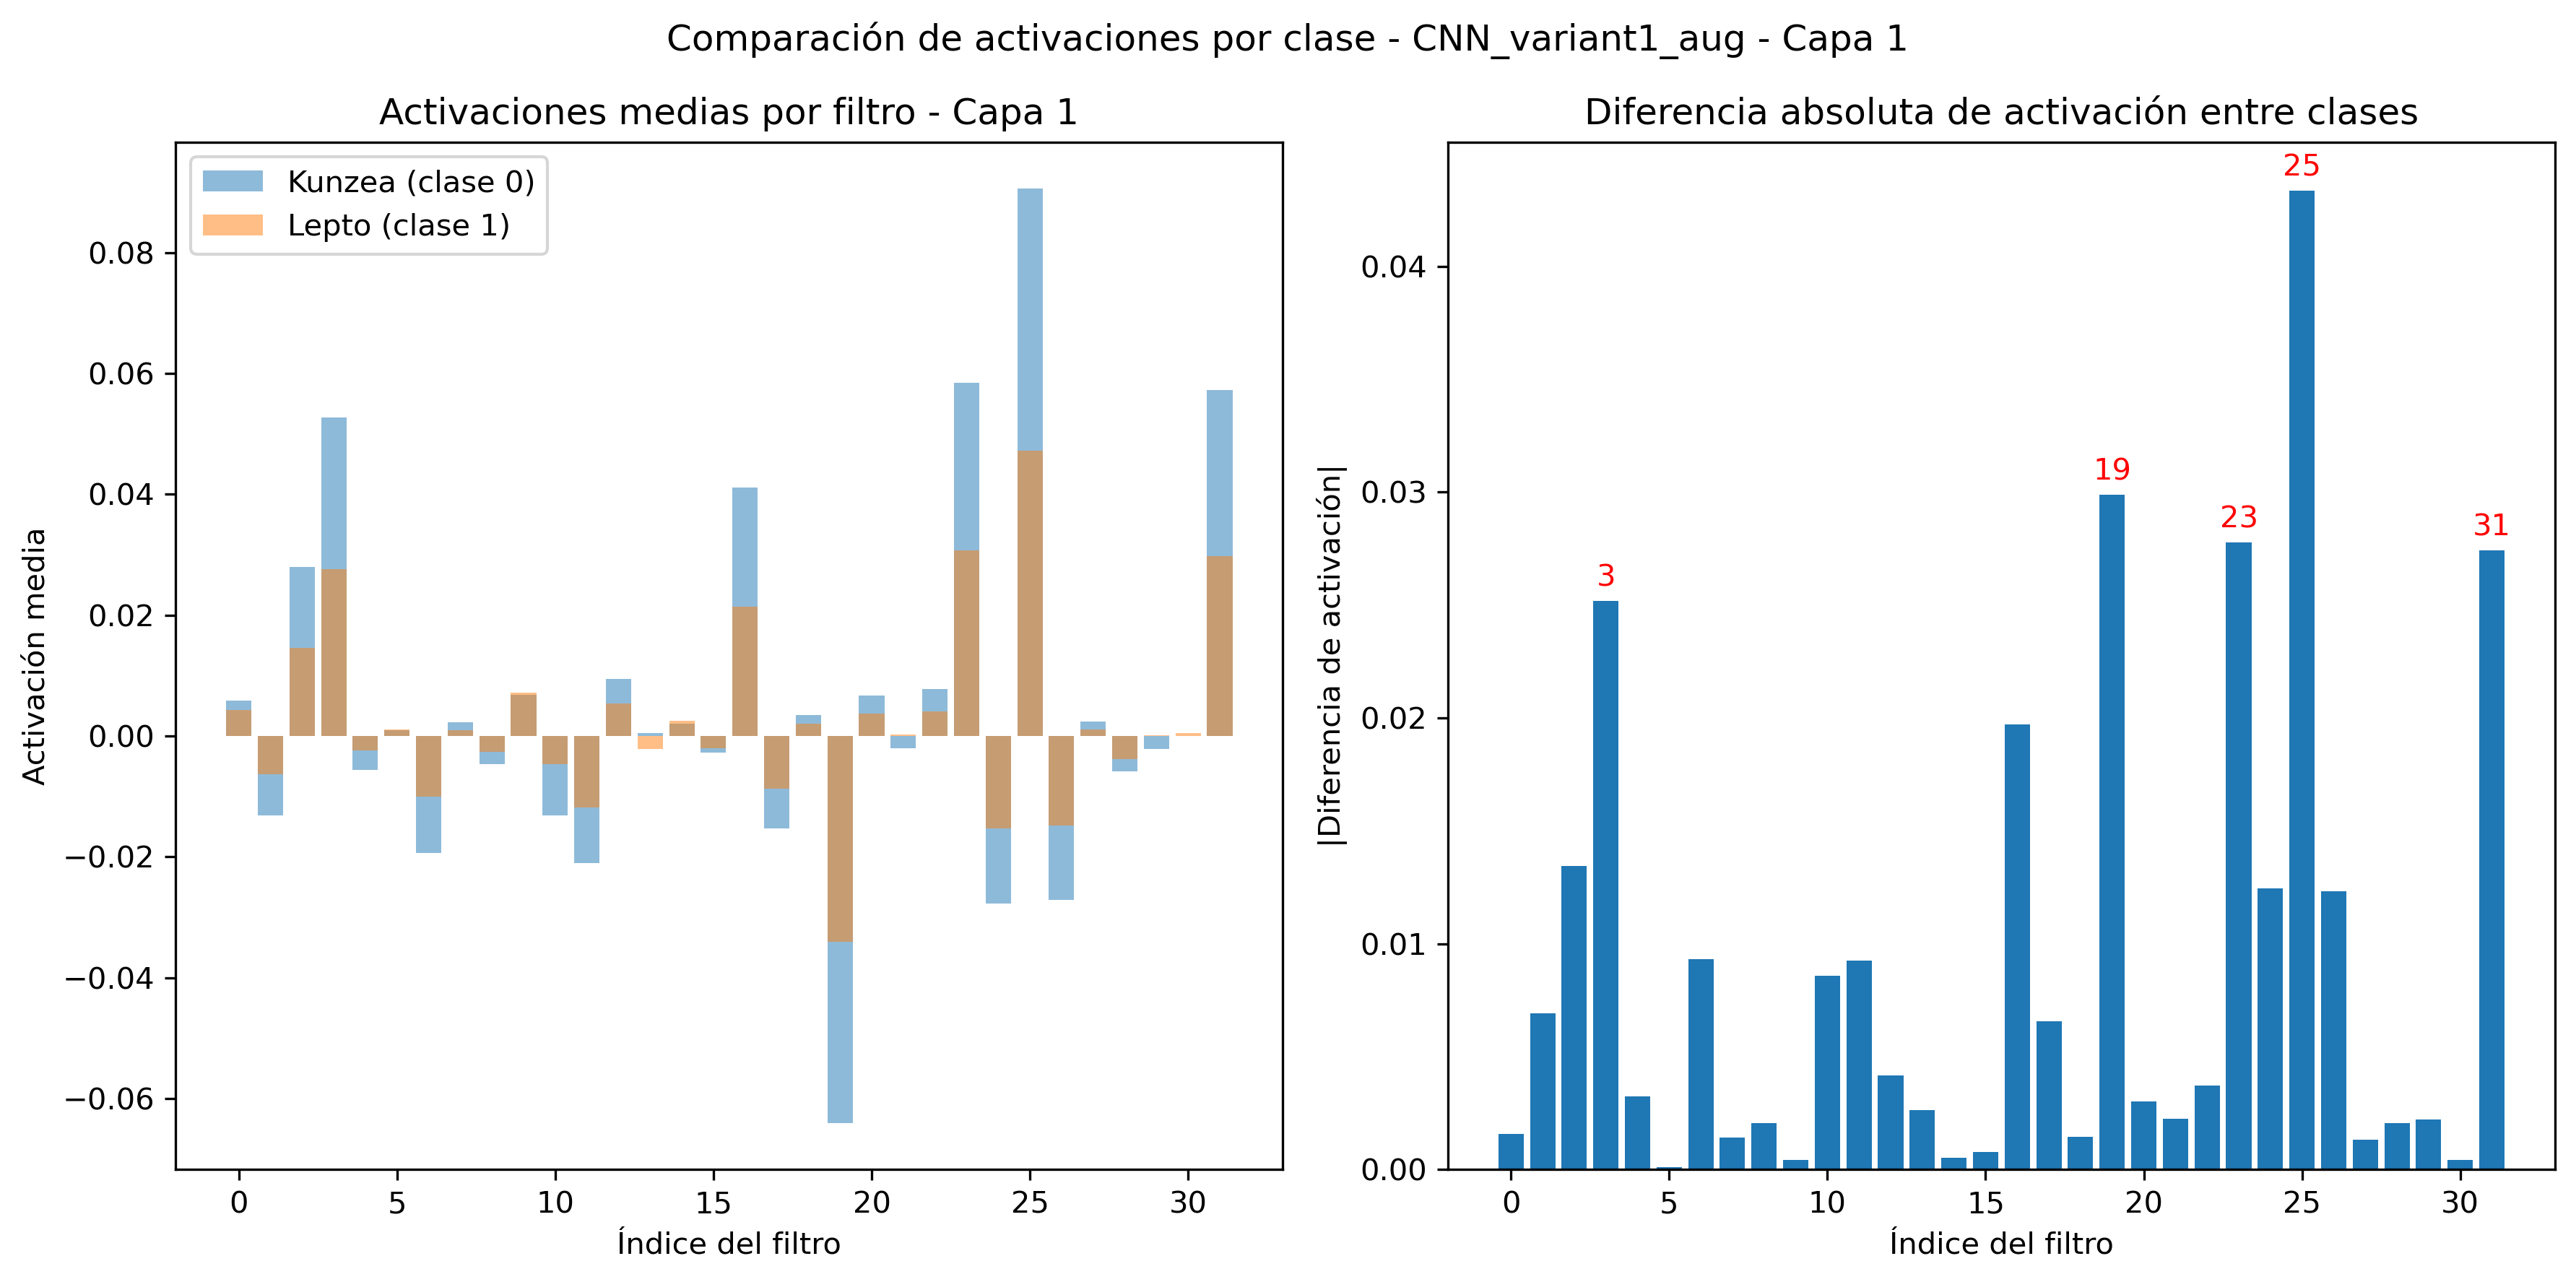 Comparación de activaciones por clase - CNN_variant1_aug - Capa 1
Activaciones medias por filtro - Capa 1
Kunzea (clase 0)
Lepto (clase 1)
Activación media
0.08
0.06
0.04
0.02
0.00
−0.02
−0.04
−0.06
0 5 10 15 20 25 30
Índice del filtro
Diferencia absoluta de activación entre clases
|Diferencia de activación|
0.04
0.03
0.02
0.01
0.00
3
19
23
25
31
0 5 10 15 20 25 30
Índice del filtro